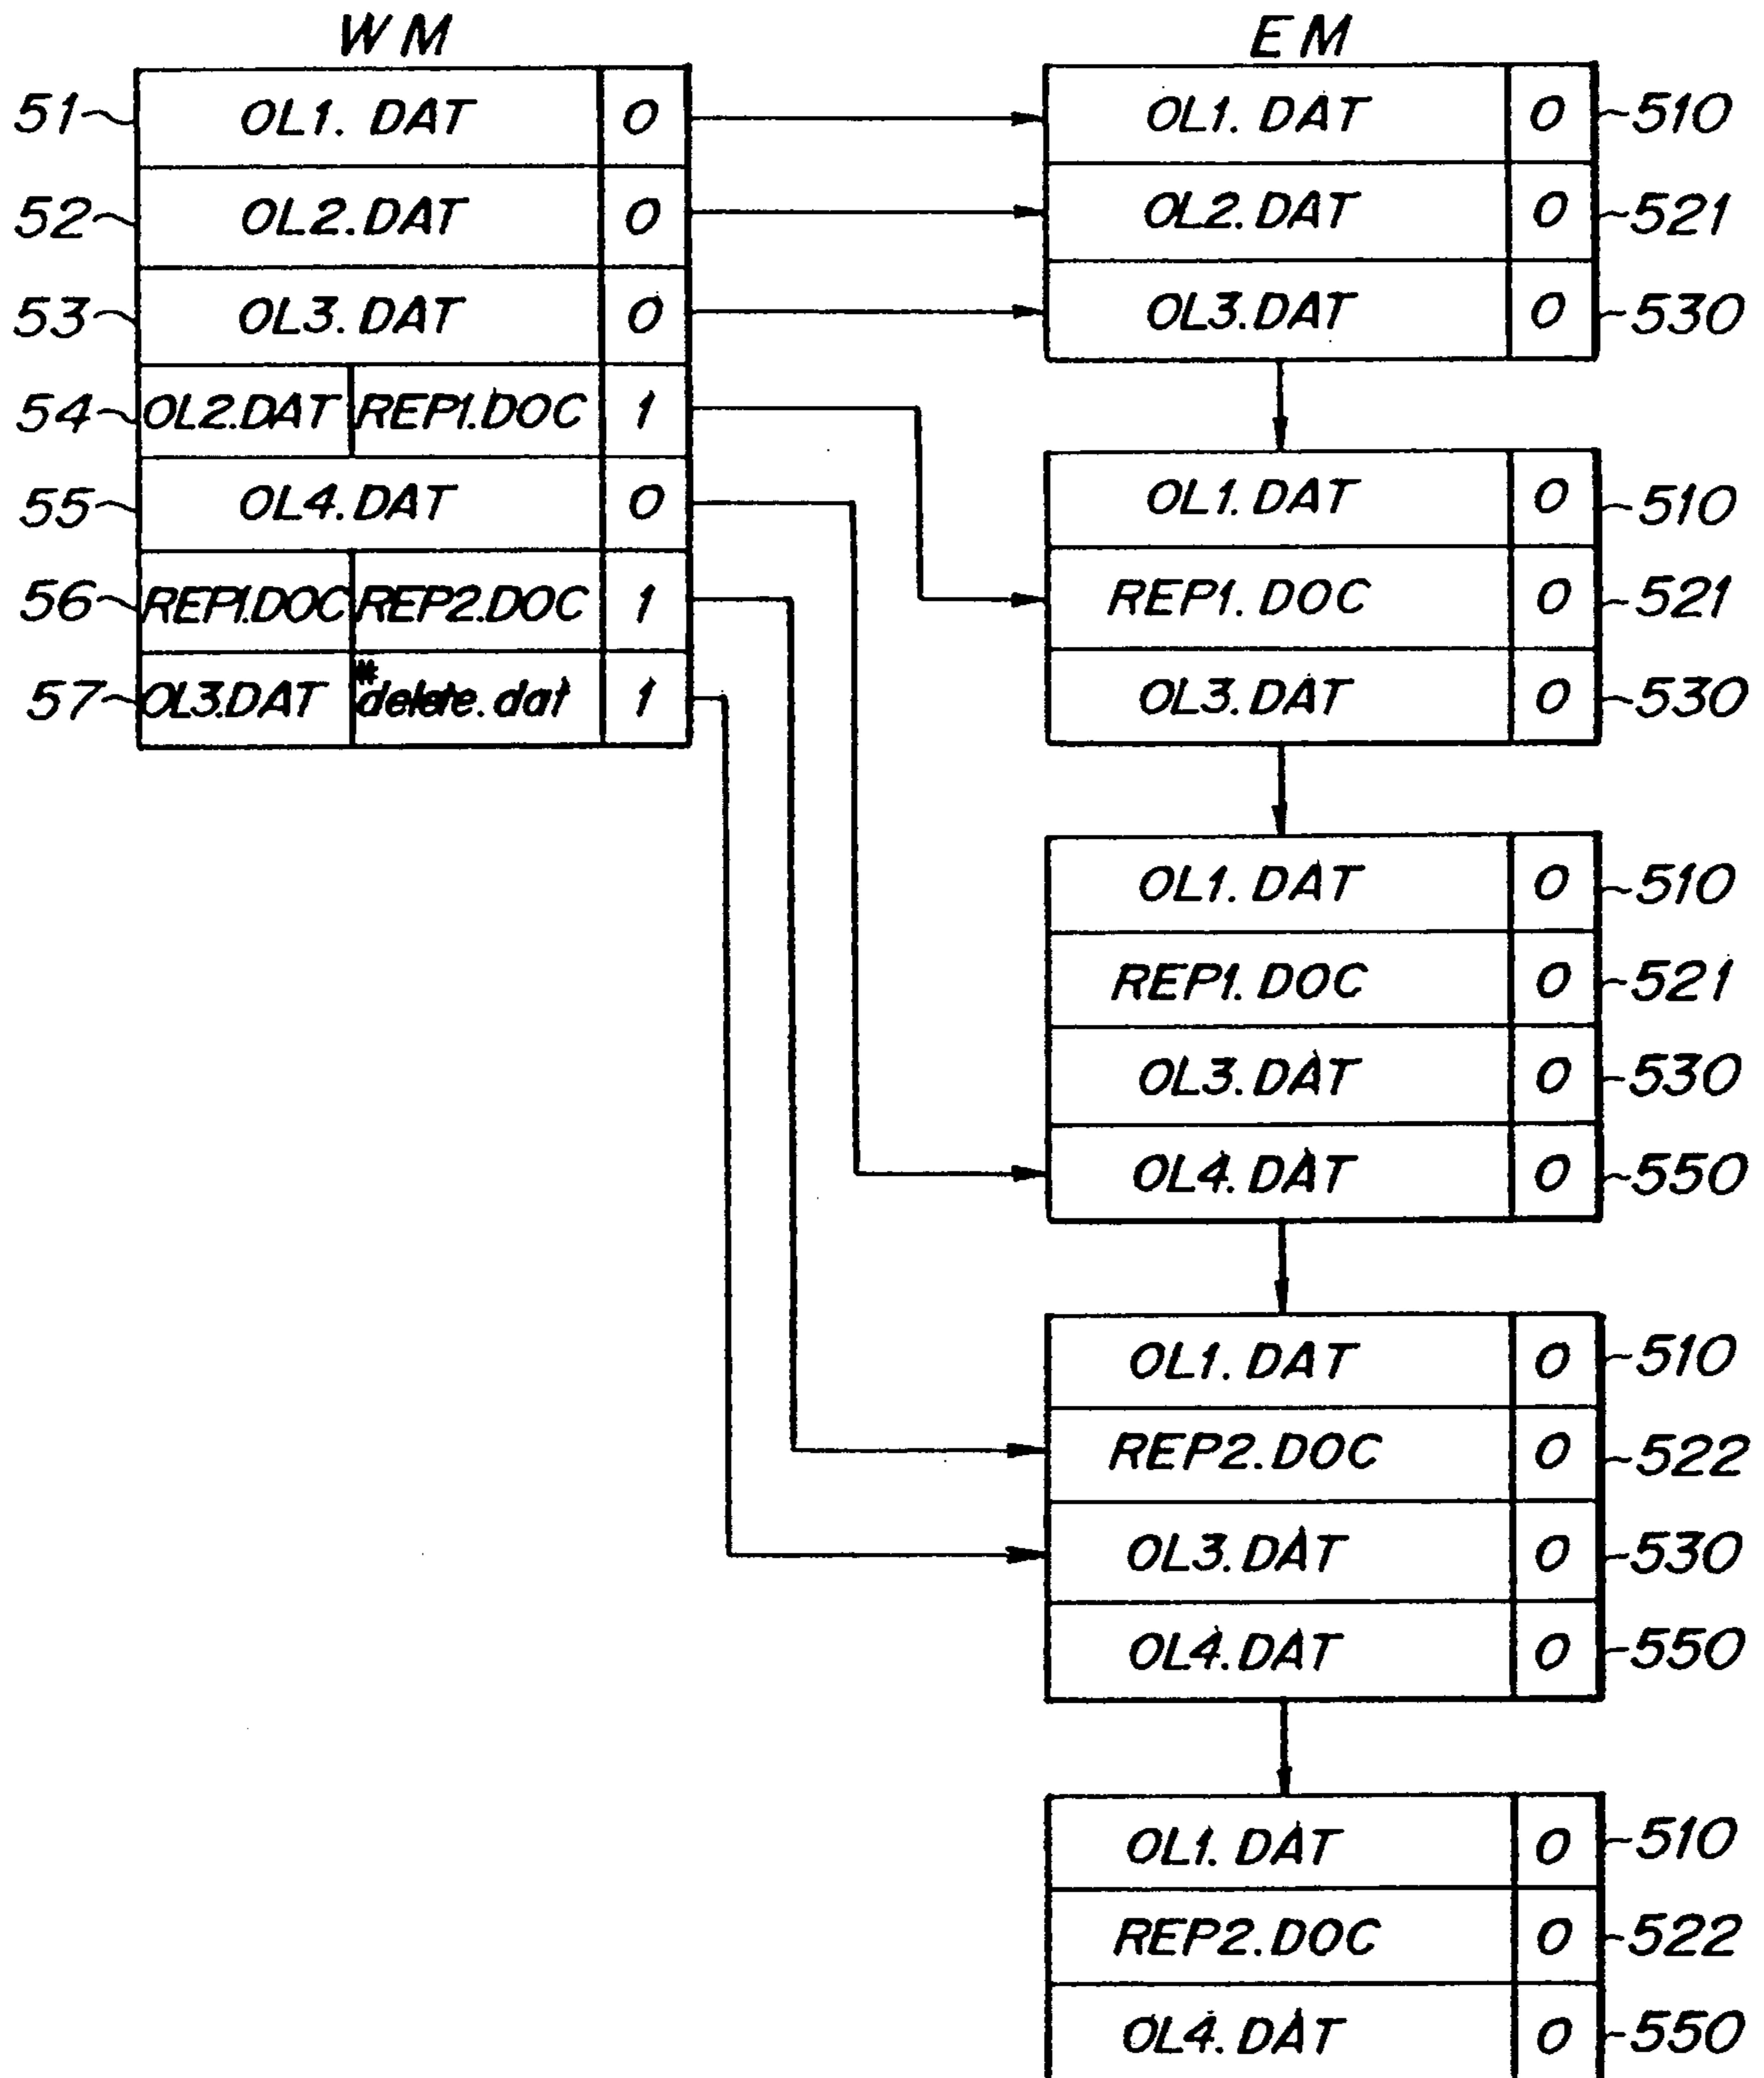 WM
51 OL1. DAT 0
52 OL2.DAT 0
53 OL3. DAT 0
54 OL2.DAT REP1.DOC 1
55 OL4.DAT 0
56 REP1.DOC REP2.DOC 1
57 OL3.DAT delete.dat 1
EM
OL1. DAT 0 510
OL2.DAT 0 521
OL3.DAT 0 530
OL1.DAT 0 510
REP1. DOC 0 521
OL3. DAT 0 530
OL1. DAT 0 510
REP1. DOC 0 521
OL3. DAT 0 530
OL4. DAT 0 550
OL1. DAT 0 510
REP2.DOC 0 522
OL3. DAT 0 530
OL4. DAT 0 550
OL1. DAT 0 510
REP2.DOC 0 522
OL4. DAT 0 550